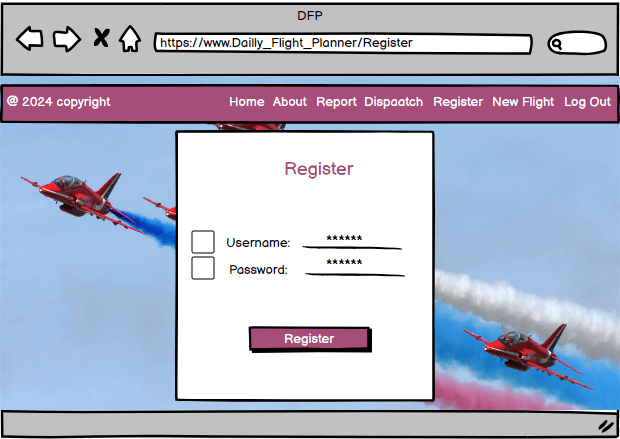 DFP
https://www.Dailly_Flight_Planner/Register
@ 2024 copyright Home About Report Dispaatch Register New Flight Log Out
Register
Username: ******
Password: ******
Register